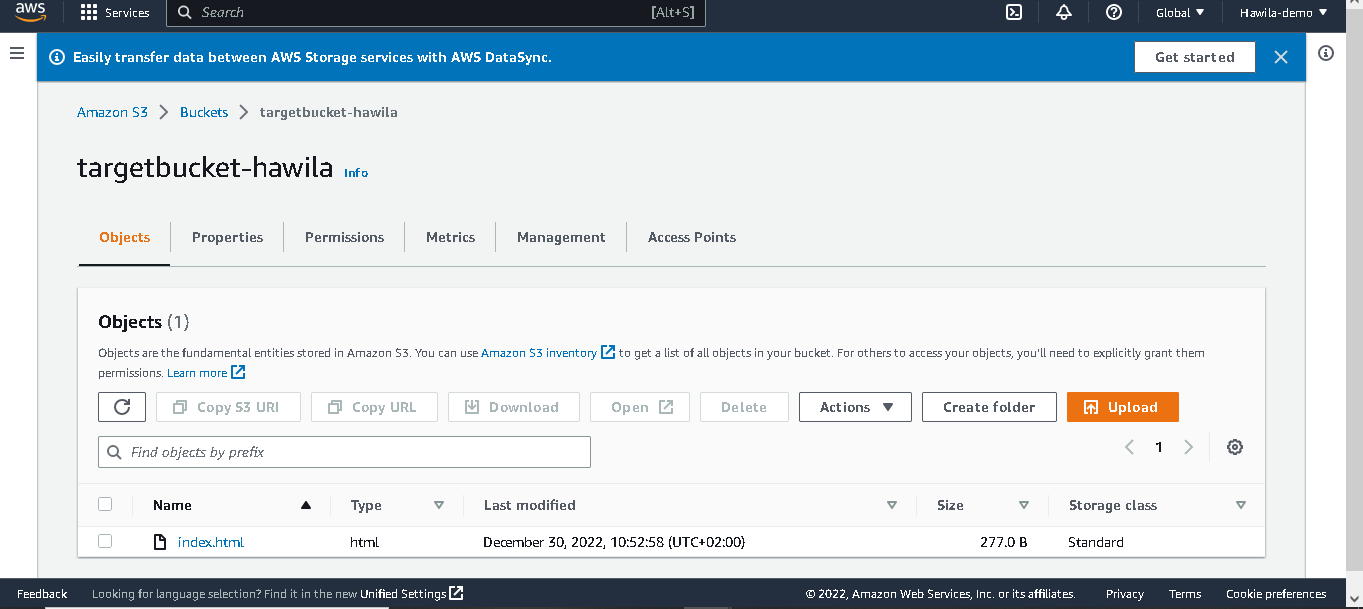 aws Services Search [Alt+S] Global Hawila-demo
Easily transfer data between AWS Storage services with AWS DataSync. Get started
Amazon S3 Buckets targetbucket-hawila
targetbucket-hawila Info
Objects Properties Permissions Metrics Management Access Points
Objects (1)
Objects are the fundamental entities stored in Amazon S3. You can use Amazon S3 inventory to get a list of all objects in your bucket. For others to access your objects, you'll need to explicitly grant them
permissions. Learn more
Copy S3 URI Copy URL Download Open Delete Actions Create folder Upload
Find objects by prefix 1
Name Type Last modified Size Storage class
index.html html December 30, 2022, 10:52:58 (UTC+02:00) 277.0 B Standard
Feedback Looking for language selection? Find it in the new Unified Settings © 2022, Amazon Web Services, Inc. or its affiliates. Privacy Terms Cookie preferences